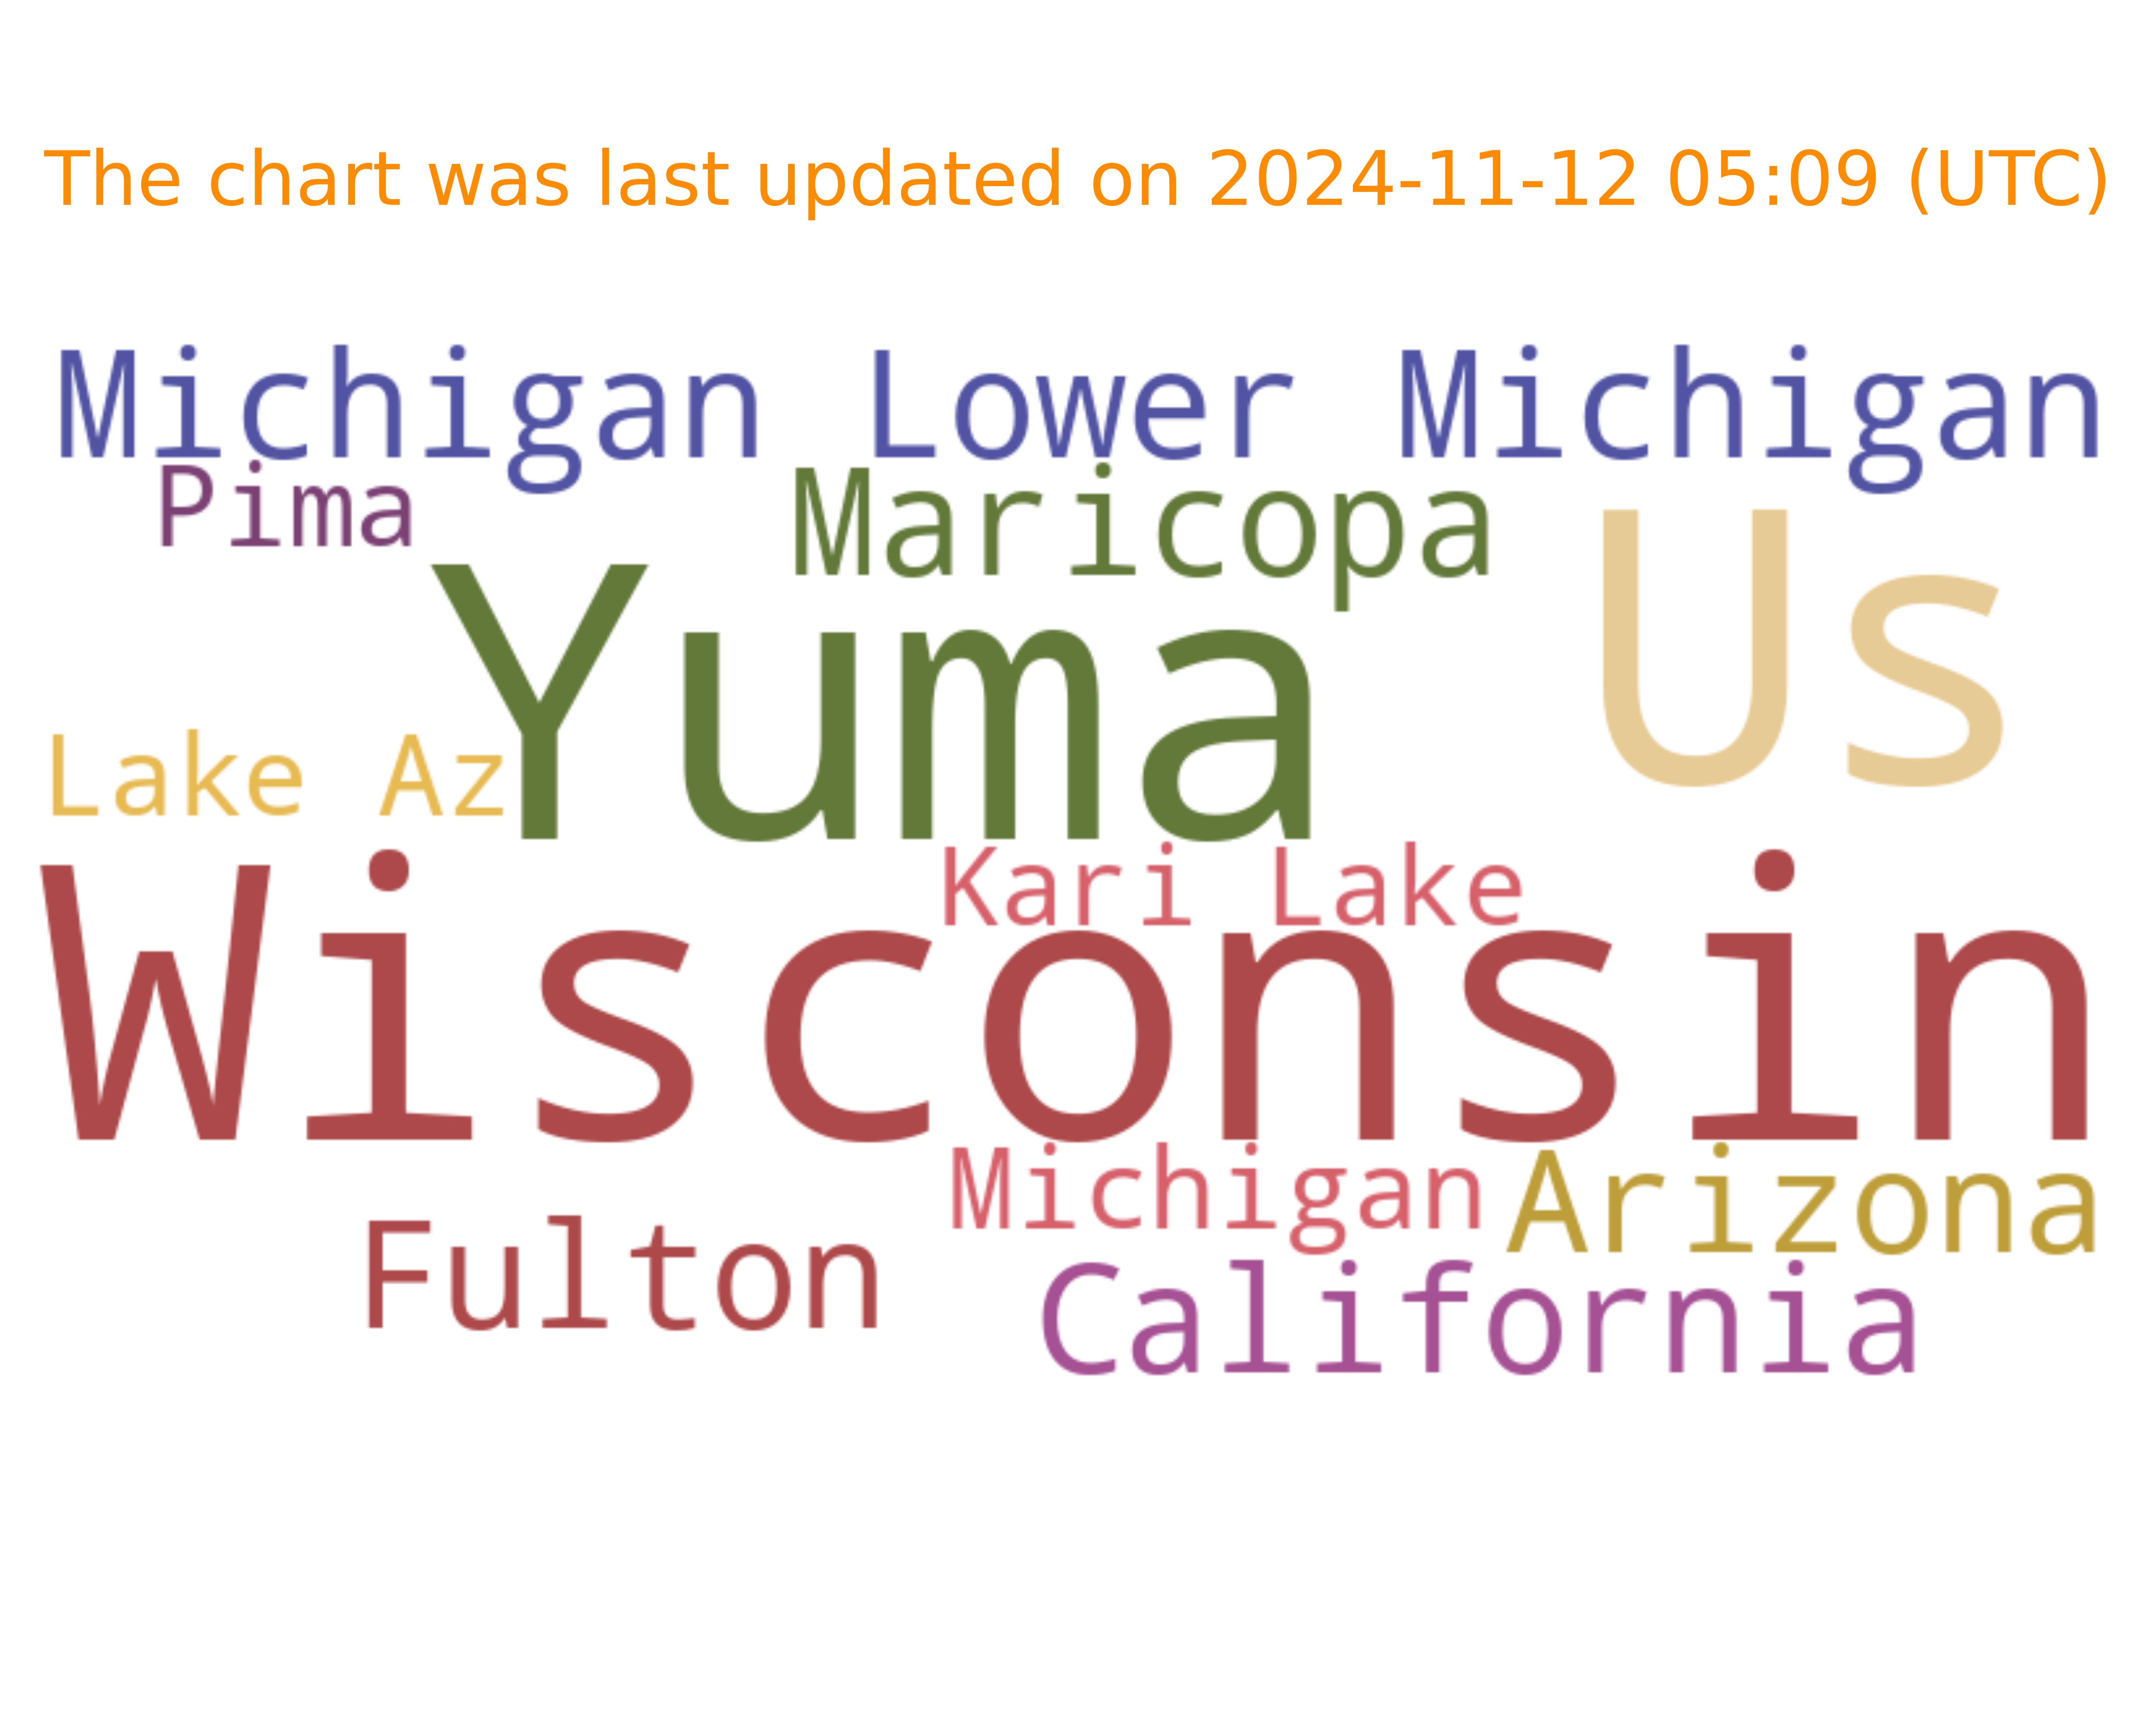 The chart was last updated on 2024-11-12 05:09 (UTC)
Michigan Lower Michigan
Pima
Maricopa
Us
Yuma
Lake Az
Kari Lake
Wisconsin
Michigan
Arizona
Fulton
California